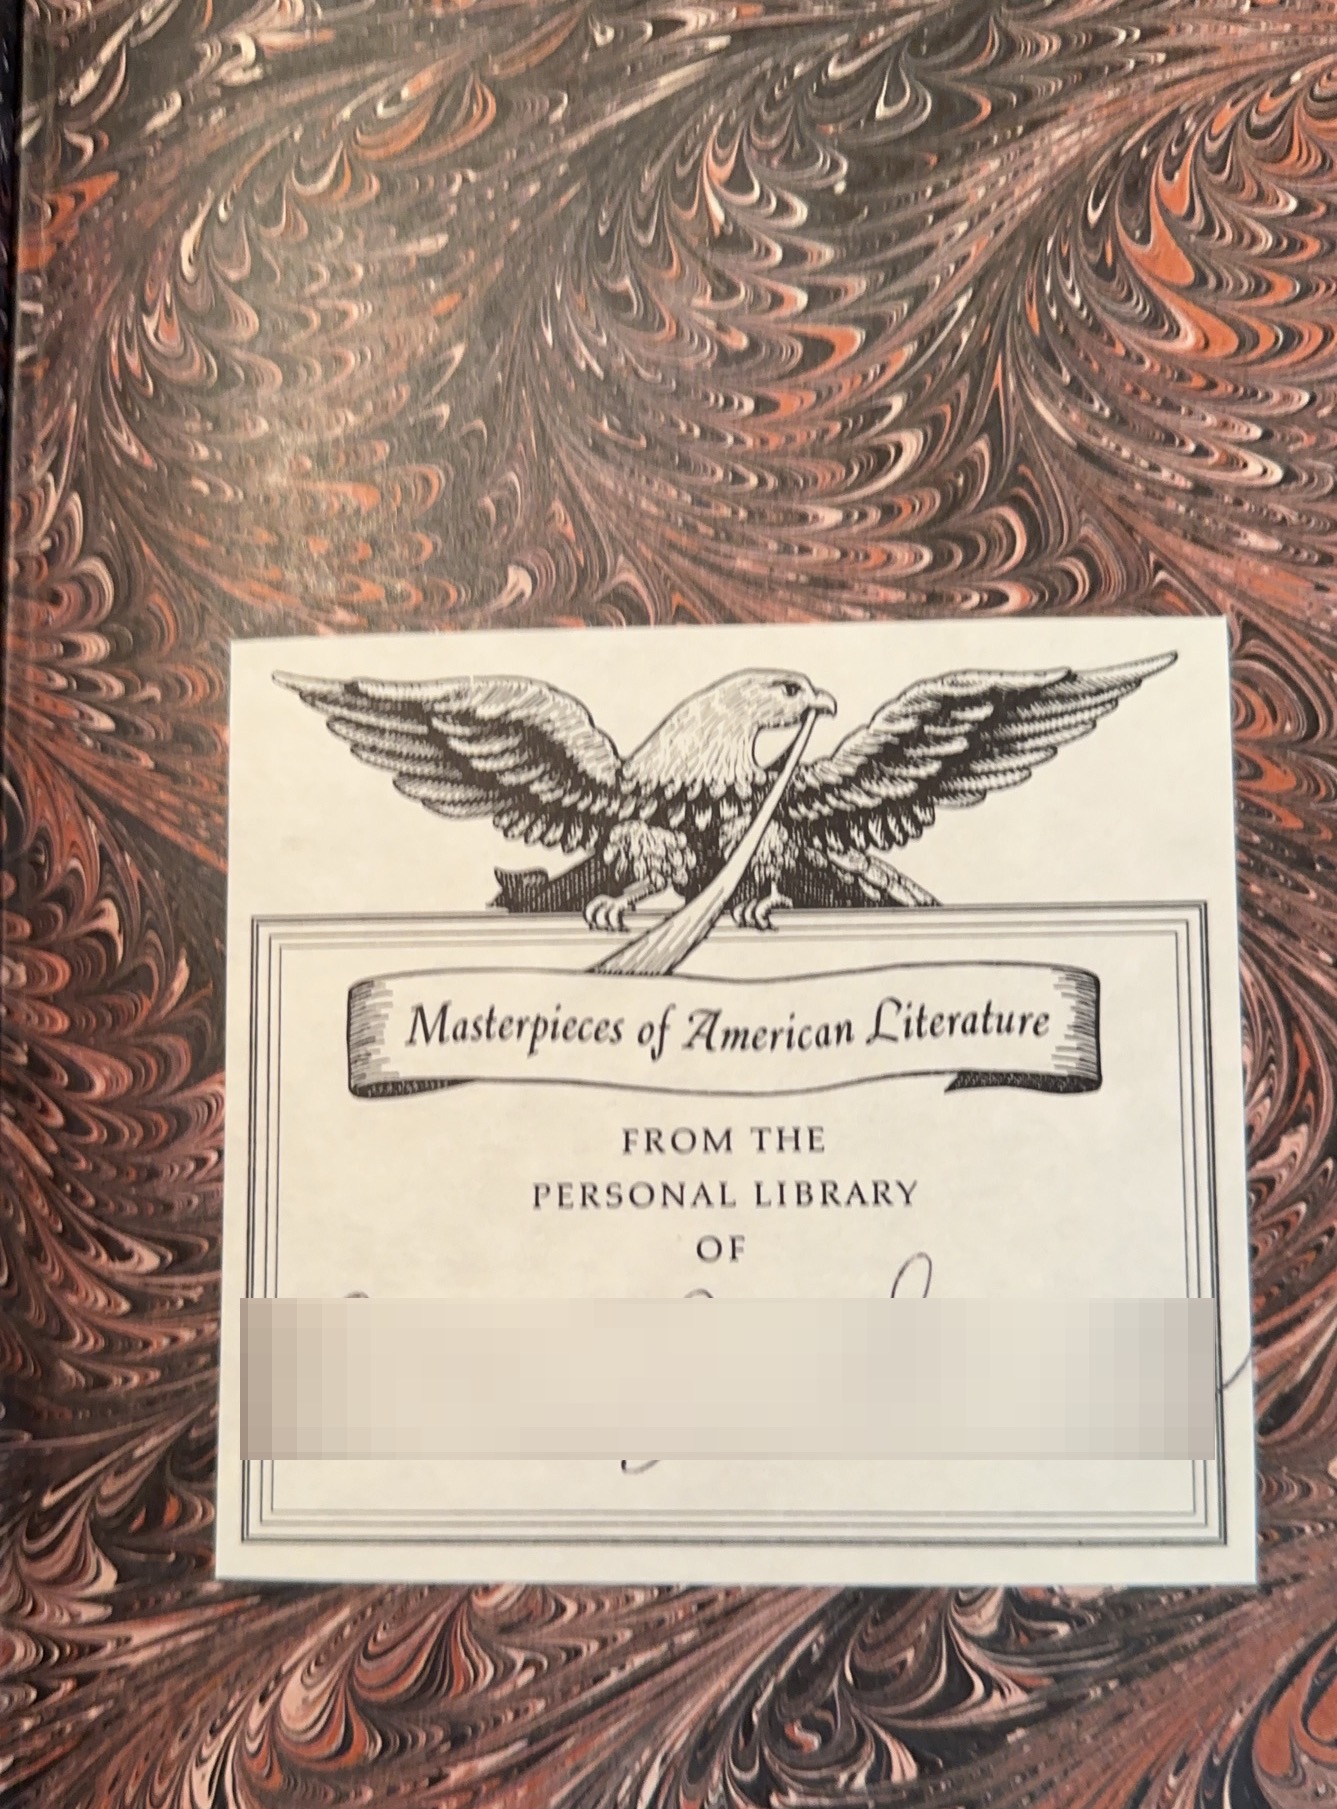 Masterpieces of American Literature
FROM THE
PERSONAL LIBRARY
OF